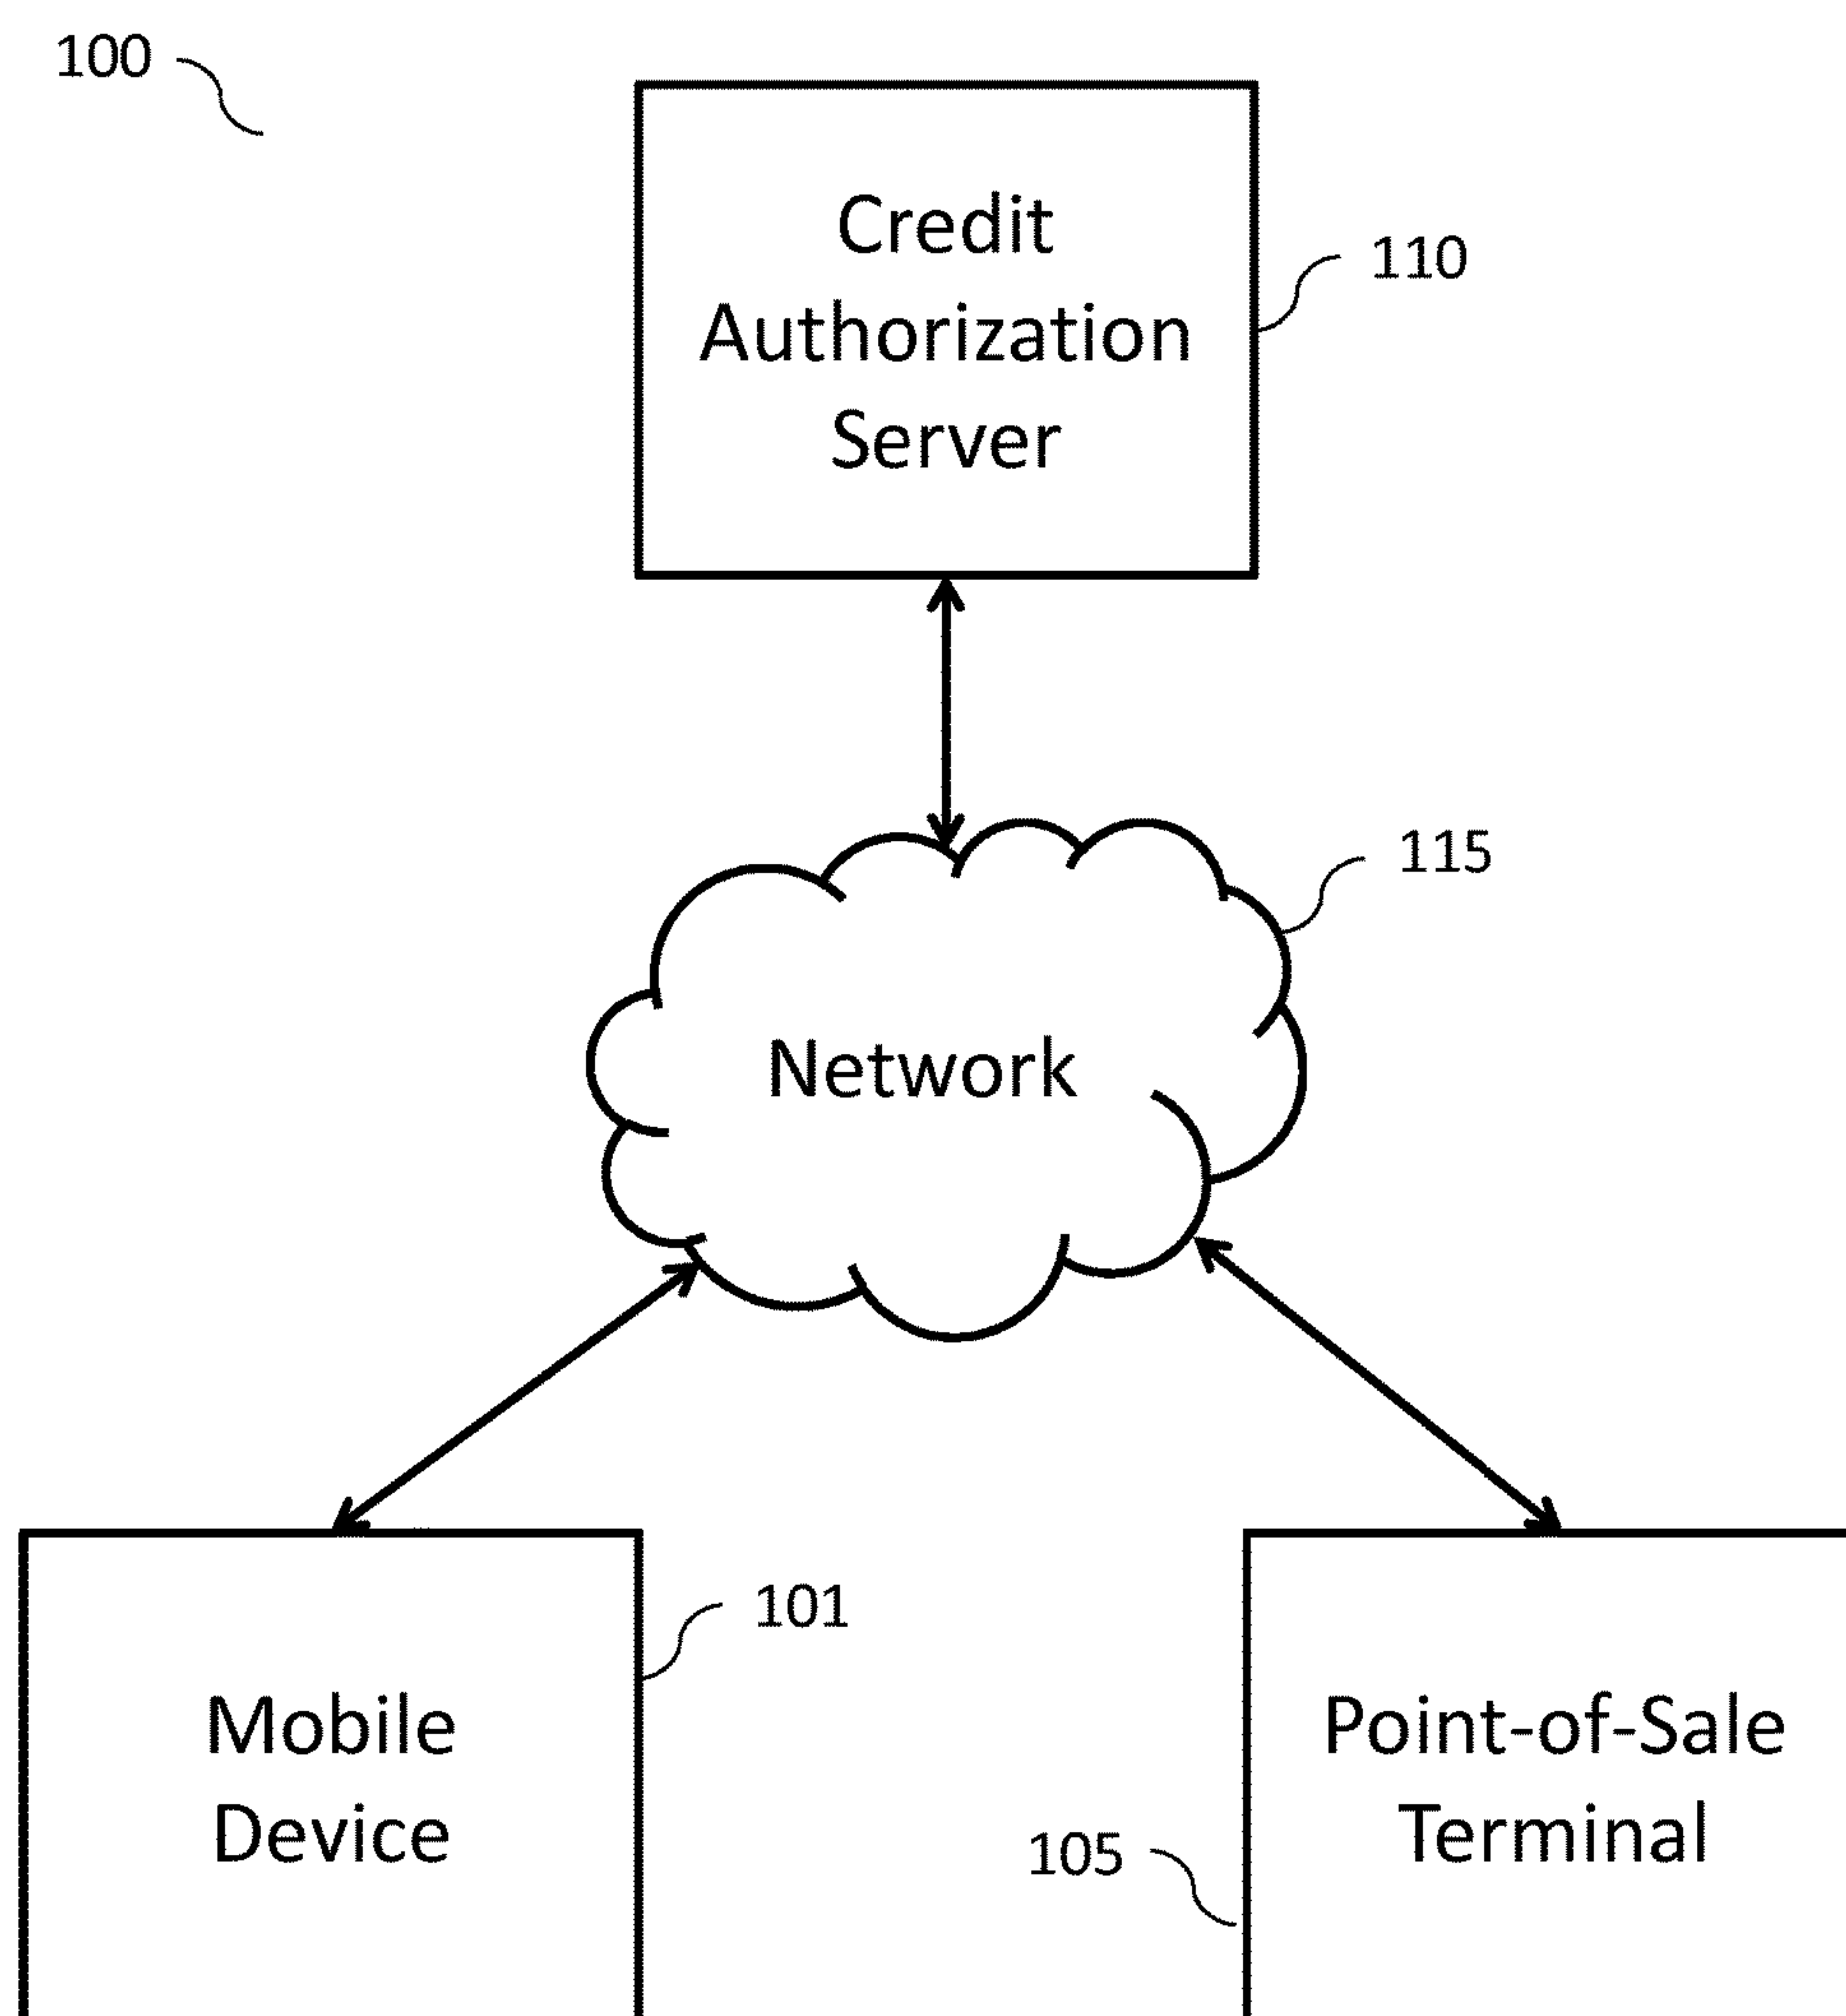 100
Credit
Authorization
Server
110
115
Network
101
Mobile
Device
Point-of-Sale
Terminal
105